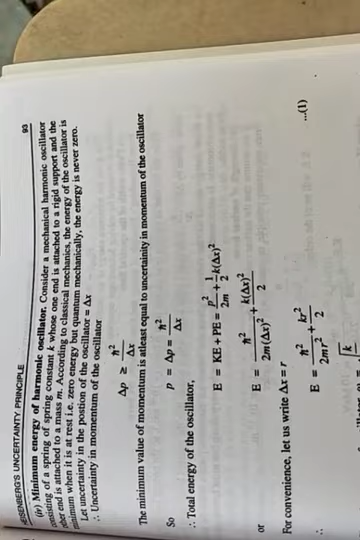 HEISENBERG'S UNCERTAINTY PRINCIPLE 93
(iv) Minimum energy of harmonic oscillator. Consider a mechanical harmonic oscillator
consisting of a spring of spring constant k whose one end is attached to a rigid support and the
other end is attached to a mass m. According to classical mechanics, the energy of the oscillator is
minimum when it is at rest i.e. zero energy but quantum mechanically, the energy is never zero.
Let uncertainty in the postion of the oscillator = Δx
∴ Uncertainty in momentum of the oscillator
Δp ≥ ħ²/Δx
The minimum value of momentum is atleast equal to uncertainty in momentum of the oscillator
So p = Δp = ħ²/Δx
∴ Total energy of the oscillator,
E = KE + PE = p²/2m + 1/2 k(Δx)²
or E = ħ²/2m(Δx)² + k(Δx)²/2
For convenience, let us write Δx = r
∴ E = ħ²/2mr² + kr²/2 ...(1)